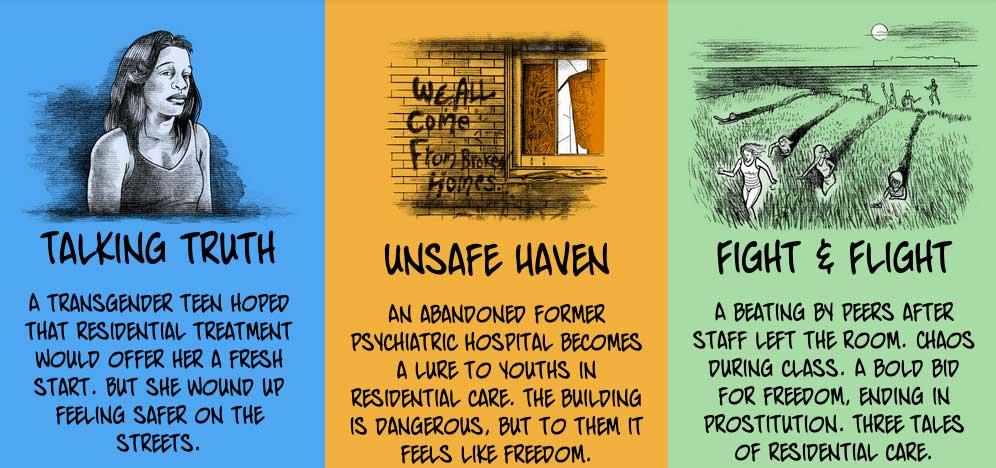 We All
Come
From Broken
Homes.
TALKING TRUTH
A TRANSGENDER TEEN HOPED
THAT RESIDENTIAL TREATMENT
WOULD OFFER HER A FRESH
START. BUT SHE WOUND UP
FEELING SAFER ON THE
STREETS.
UNSAFE HAVEN
AN ABANDONED FORMER
PSYCHIATRIC HOSPITAL BECOMES
A LURE TO YOUTHS IN
RESIDENTIAL CARE. THE BUILDING
IS DANGEROUS, BUT TO THEM IT
FEELS LIKE FREEDOM.
FIGHT & FLIGHT
A BEATING BY PEERS AFTER
STAFF LEFT THE ROOM. CHAOS
DURING CLASS. A BOLD BID
FOR FREEDOM, ENDING IN
PROSTITUTION. THREE TALES
OF RESIDENTIAL CARE.